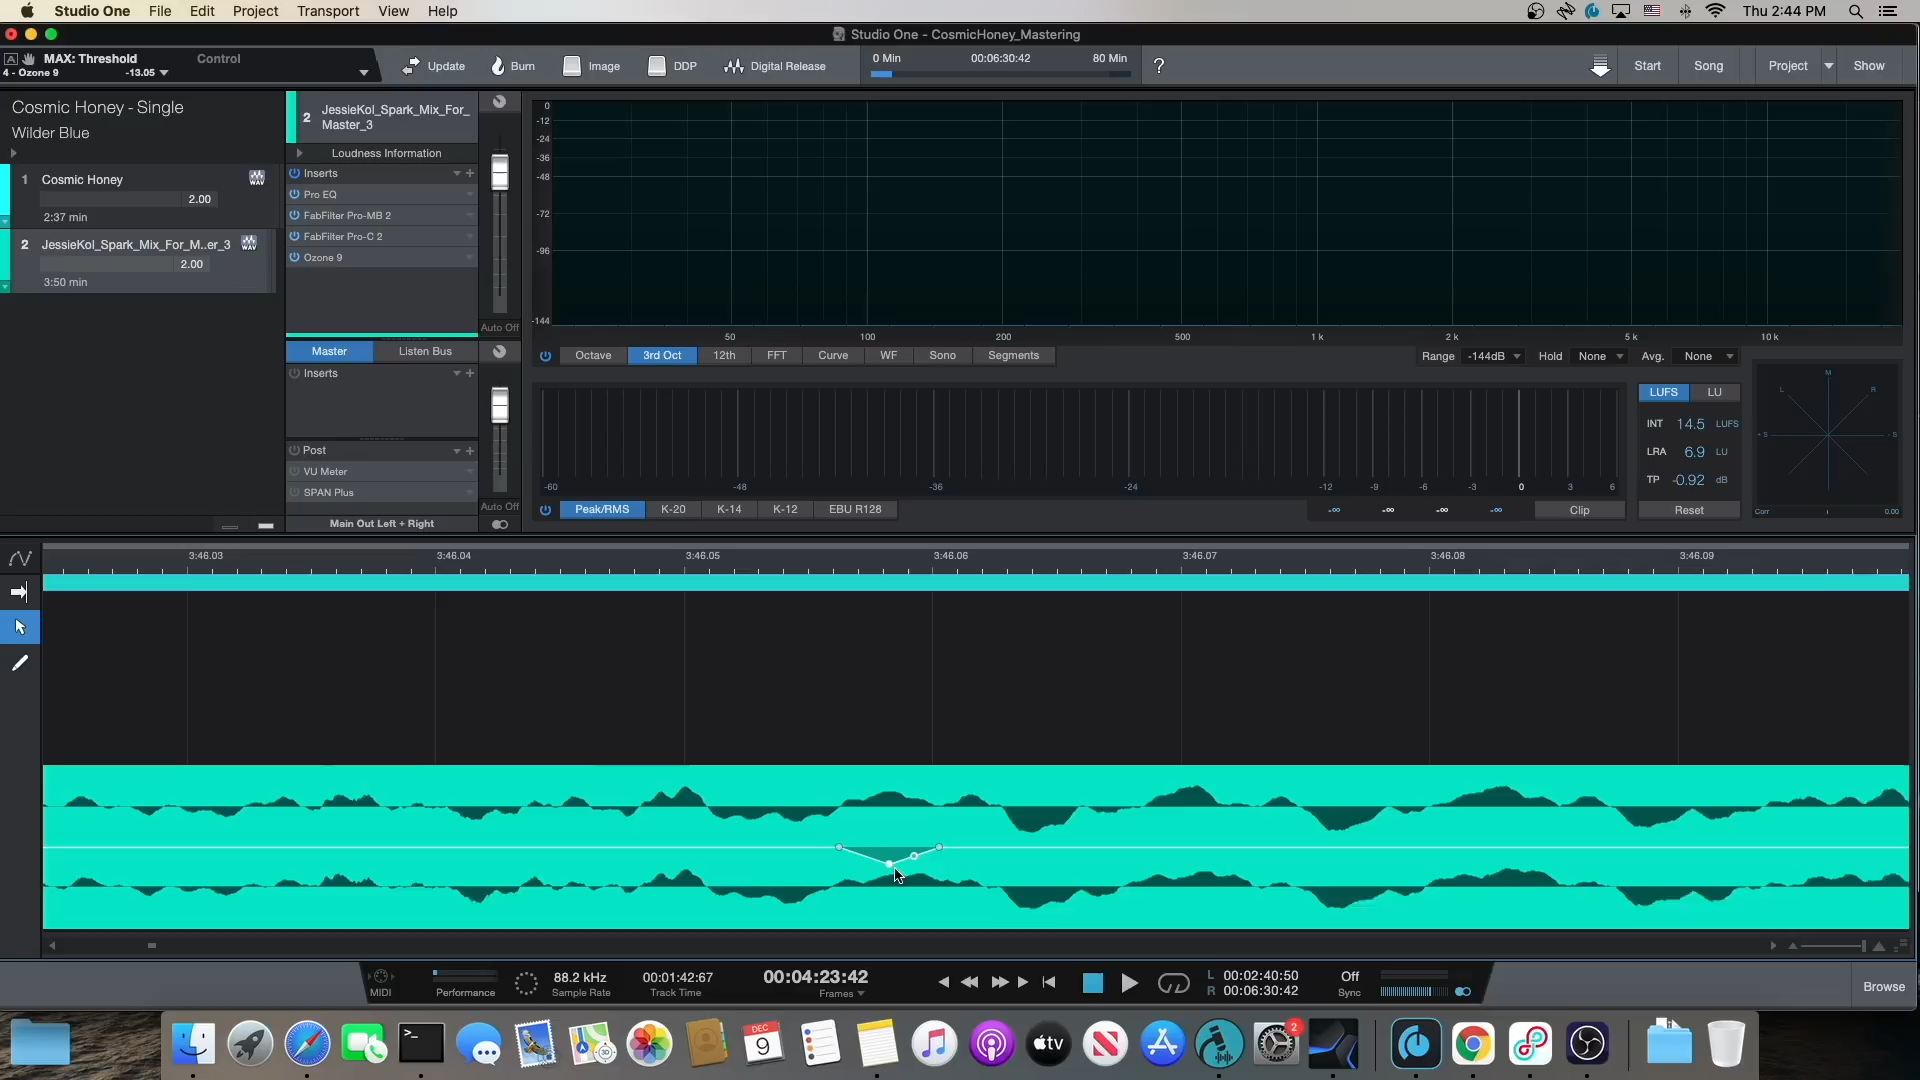 Studio One File Edit Project Transport View Help Thu 2:44 PM
Studio One - CosmicHoney_Mastering
A MAX: Threshold Control
4 - Ozone 9 -13.05
Update Burn Image DDP Digital Release
0 Min 00:06:30:42 80 Min
? Start Song Project Show
Cosmic Honey - Single
Wilder Blue
1 Cosmic Honey WAV
2.00
2:37 min
2 JessieKol_Spark_Mix_For_M..er_3 WAV
2.00
3:50 min
2 JessieKol_Spark_Mix_For_
Master_3
Loudness Information
Inserts
Pro EQ
FabFilter Pro-MB 2
FabFilter Pro-C 2
Ozone 9
Auto Off
Master Listen Bus
Inserts
Post
VU Meter
SPAN Plus
Auto Off
Main Out Left + Right
0
-12
-24
-36
-48
-72
-96
-144
50 100 200 500 1 k 2 k 5 k 10 k
Octave 3rd Oct 12th FFT Curve WF Sono Segments
Range -144dB Hold None Avg. None
-60 -48 -36 -24 -12 -9 -6 -3 0 3 6
Peak/RMS K-20 K-14 K-12 EBU R128
-∞ -∞ -∞ -∞ Clip
LUFS LU
INT 14.5 LUFS
LRA 6.9 LU
TP -0.92 dB
Reset
M
L R
+ S - S
Corr 0.00
3:46.03 3:46.04 3:46.05 3:46.06 3:46.07 3:46.08 3:46.09
MIDI
Performance
88.2 kHz
Sample Rate
00:01:42:67
Track Time
00:04:23:42
Frames
L 00:02:40:50
R 00:06:30:42
Off
Sync
Browse
>_
3D
DEC
9
tv
2